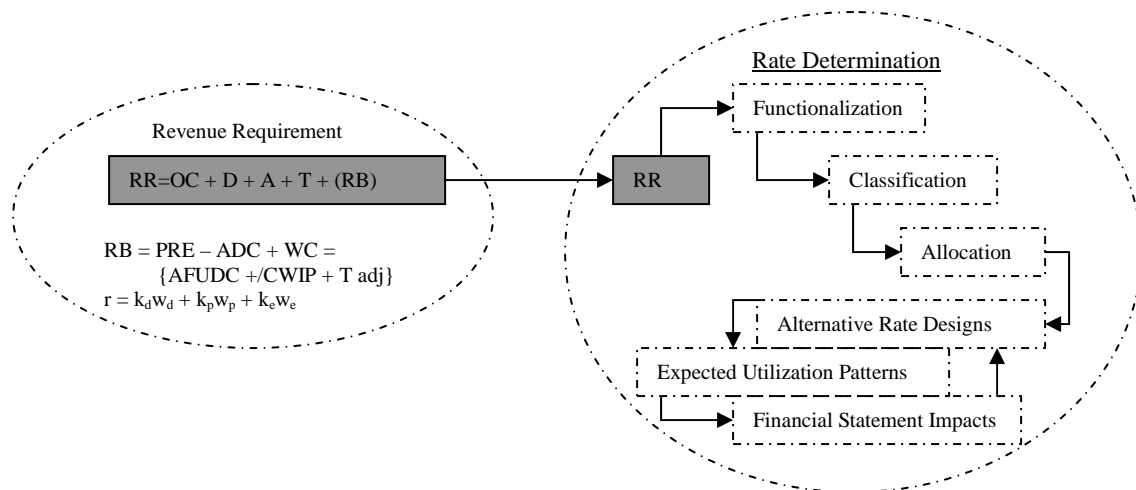 Revenue Requirement
RR=OC + D + A + T + (RB)
RB = PRE – ADC + WC =
{AFUDC +/CWIP + T adj}
r = kdwd + kpwp + kewe
Rate Determination
Functionalization
RR
Classification
Allocation
Alternative Rate Designs
Expected Utilization Patterns
Financial Statement Impacts